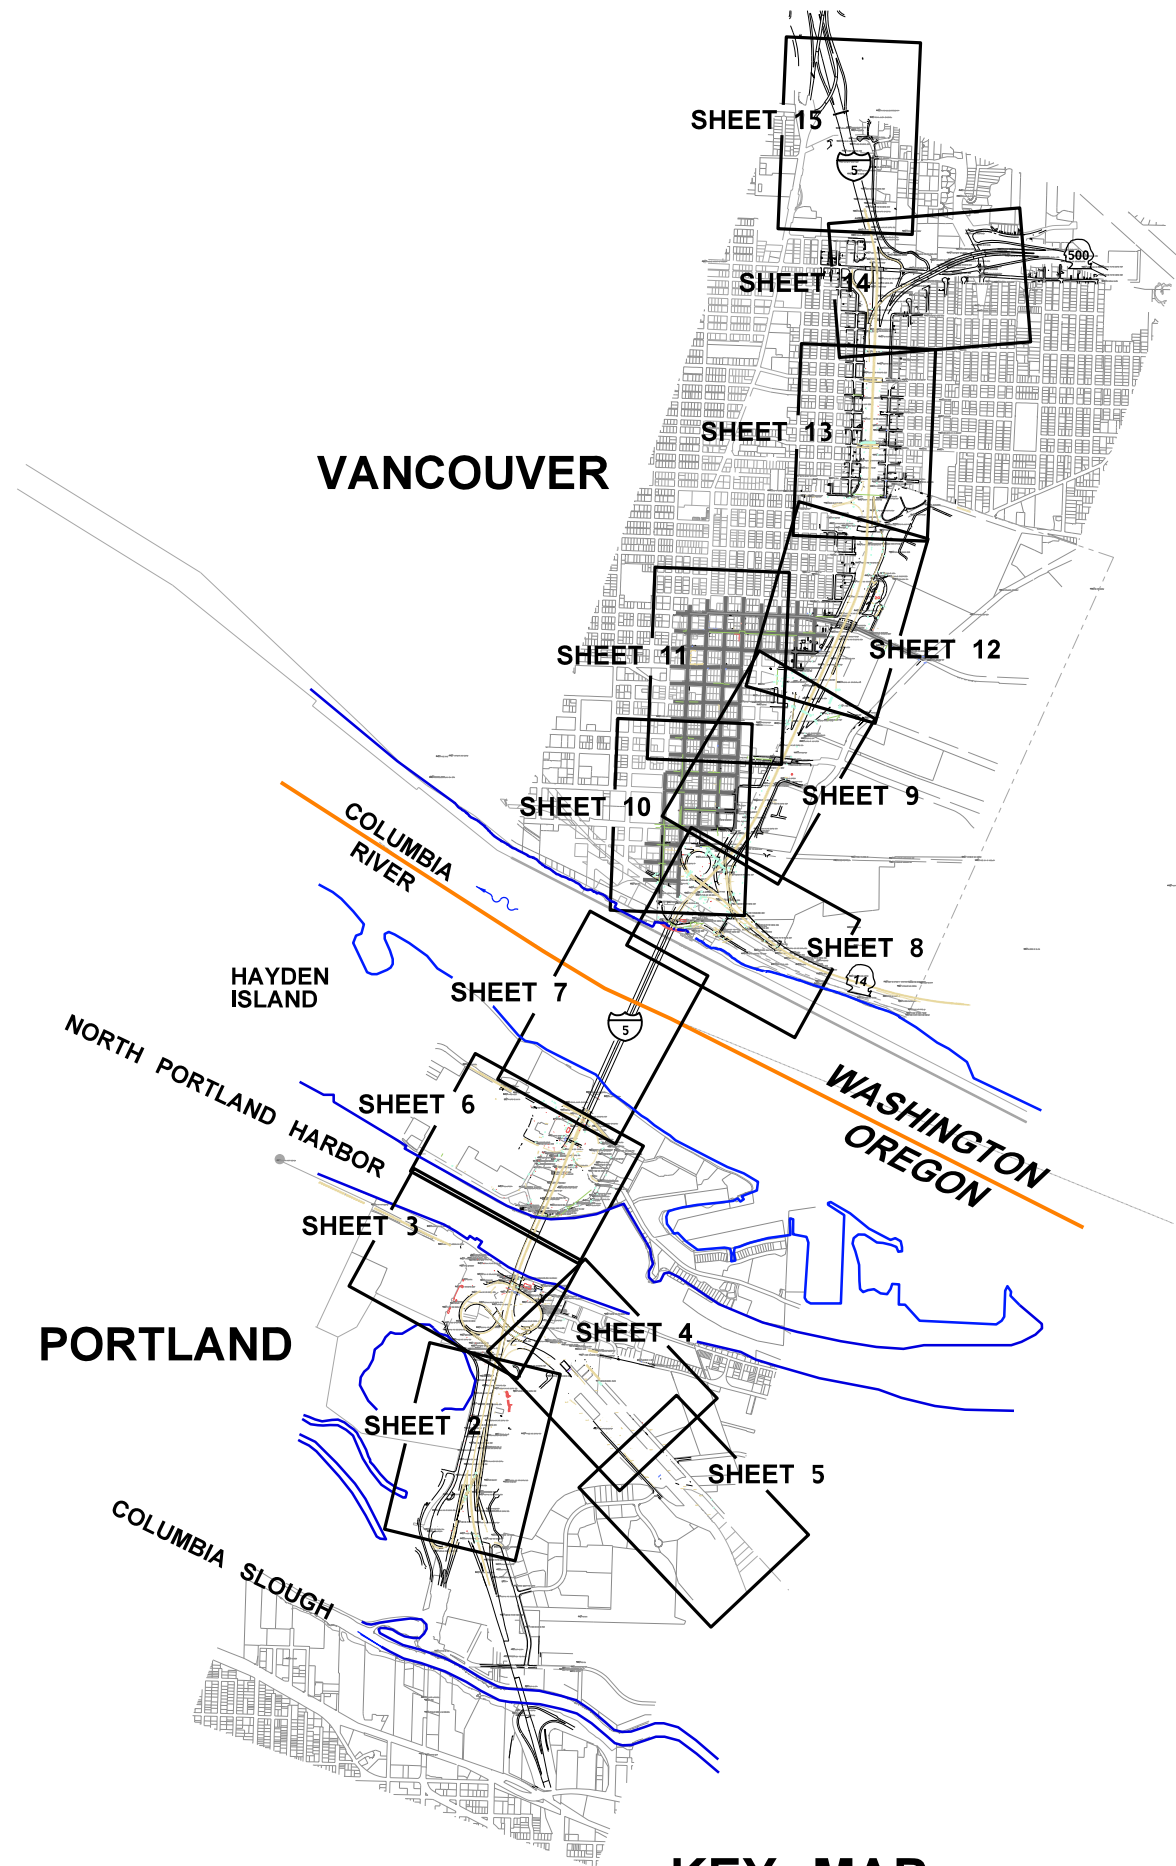 SHEET 15
5
500
SHEET 14
SHEET 13
VANCOUVER
SHEET 12
SHEET 11
SHEET 9
SHEET 10
COLUMBIA
RIVER
SHEET 8
14
HAYDEN
ISLAND
SHEET 7
5
NORTH PORTLAND HARBOR
WASHINGTON
OREGON
SHEET 6
SHEET 3
SHEET 4
PORTLAND
SHEET 2
SHEET 5
COLUMBIA SLOUGH
KEY MAP